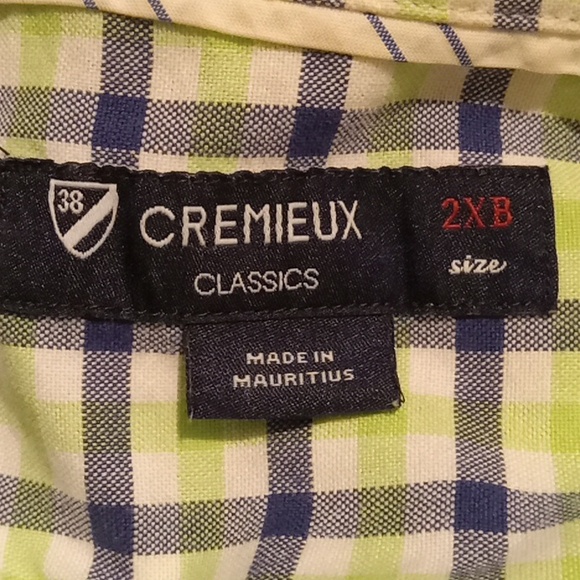 38
CREMIEUX
CLASSICS
2XB
size
MADE IN
MAURITIUS